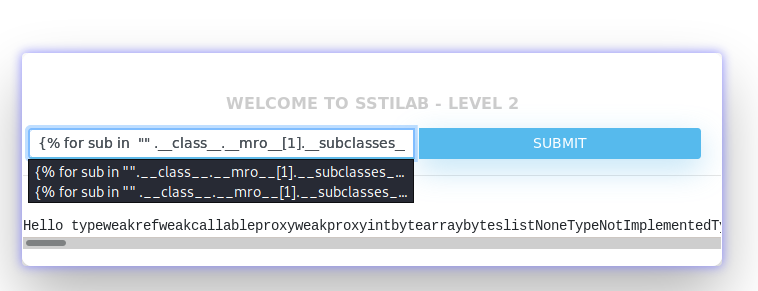 WELCOME TO SSTILAB - LEVEL 2
{% for sub in "" .__class__.__mro__[1].__subclasses_
SUBMIT
{% for sub in "".__class__.__mro__[1].__subclasses_...
{% for sub in "" .__class__.__mro__[1].__subclasses_...
Hello typeweakrefweakcallableproxyweakproxyintbytearraybyteslistNoneTypeNotImplementedTy